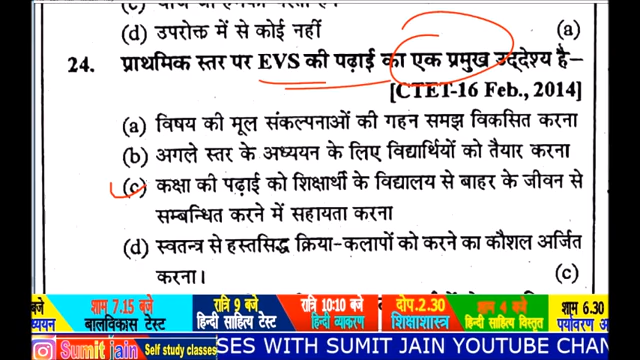 (d) उपरोक्त में से कोई नहीं (a)
24. प्राथमिक स्तर पर EVS की पढ़ाई का एक प्रमुख उद्देश्य है–
[CTET-16 Feb., 2014]
(a) विषय की मूल संकल्पनाओं की गहन समझ विकसित करना
(b) अगले स्तर के अध्ययन के लिए विद्यार्थियों को तैयार करना
(c) कक्षा की पढ़ाई को शिक्षार्थी के विद्यालय से बाहर के जीवन से
सम्बन्धित करने में सहायता करना
(d) स्वतन्त्र से हस्तसिद्ध क्रिया-कलापों को करने का कौशल अर्जित
करना। (c)
बजे शाम 7.15 बजे रात्रि 9 बजे रात्रि 10:10 बजे दोप. 2.30 शाम 4 बजे शाम 6.30
ध्ययन बालविकास टेस्ट हिन्दी साहित्य टेस्ट हिन्दी व्याकरण शिक्षाशास्त्र हिन्दी साहित्य विस्तृत पर्यावरण अ
Sumit jain Self study classes SES WITH SUMIT JAIN YOUTUBE CHAN